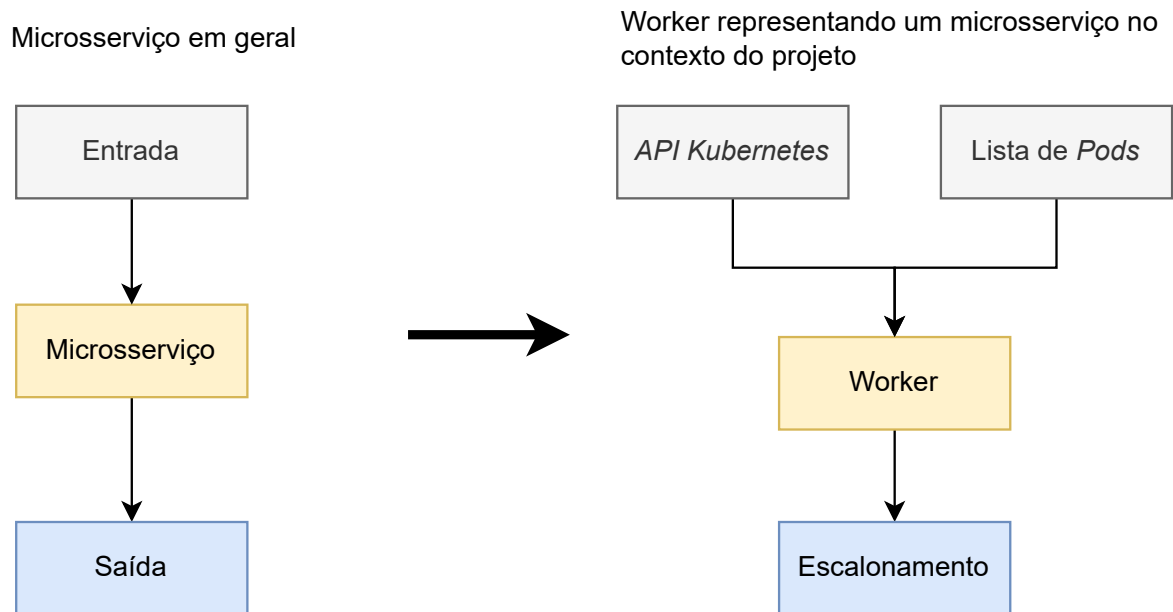 Microsserviço em geral
Worker representando um microsserviço no
contexto do projeto
Entrada
API Kubernetes
Lista de Pods
Microsserviço
Worker
Saída
Escalonamento